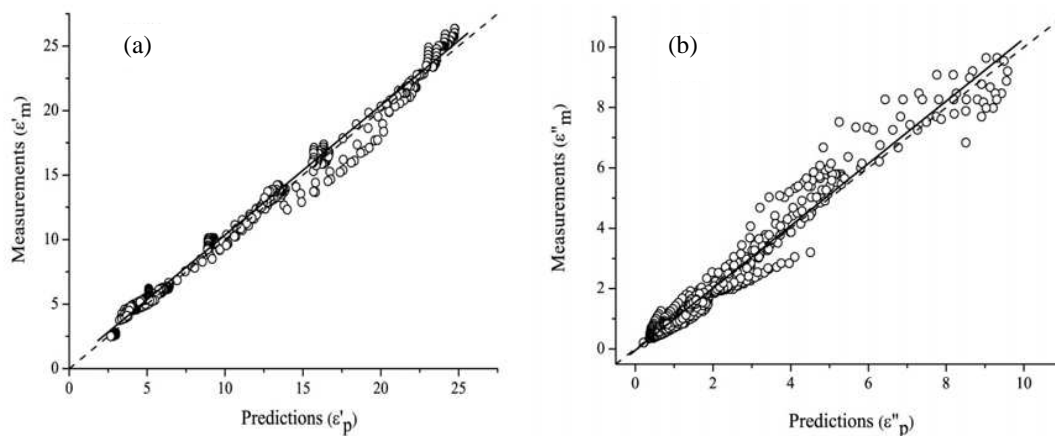 (a)
Measurements (ε'm)
25
20
15
10
5
0
0 5 10 15 20 25
Predictions (ε'p)
(b)
Measurements (ε"m)
10
8
6
4
2
0
0 2 4 6 8 10
Predictions (ε"p)